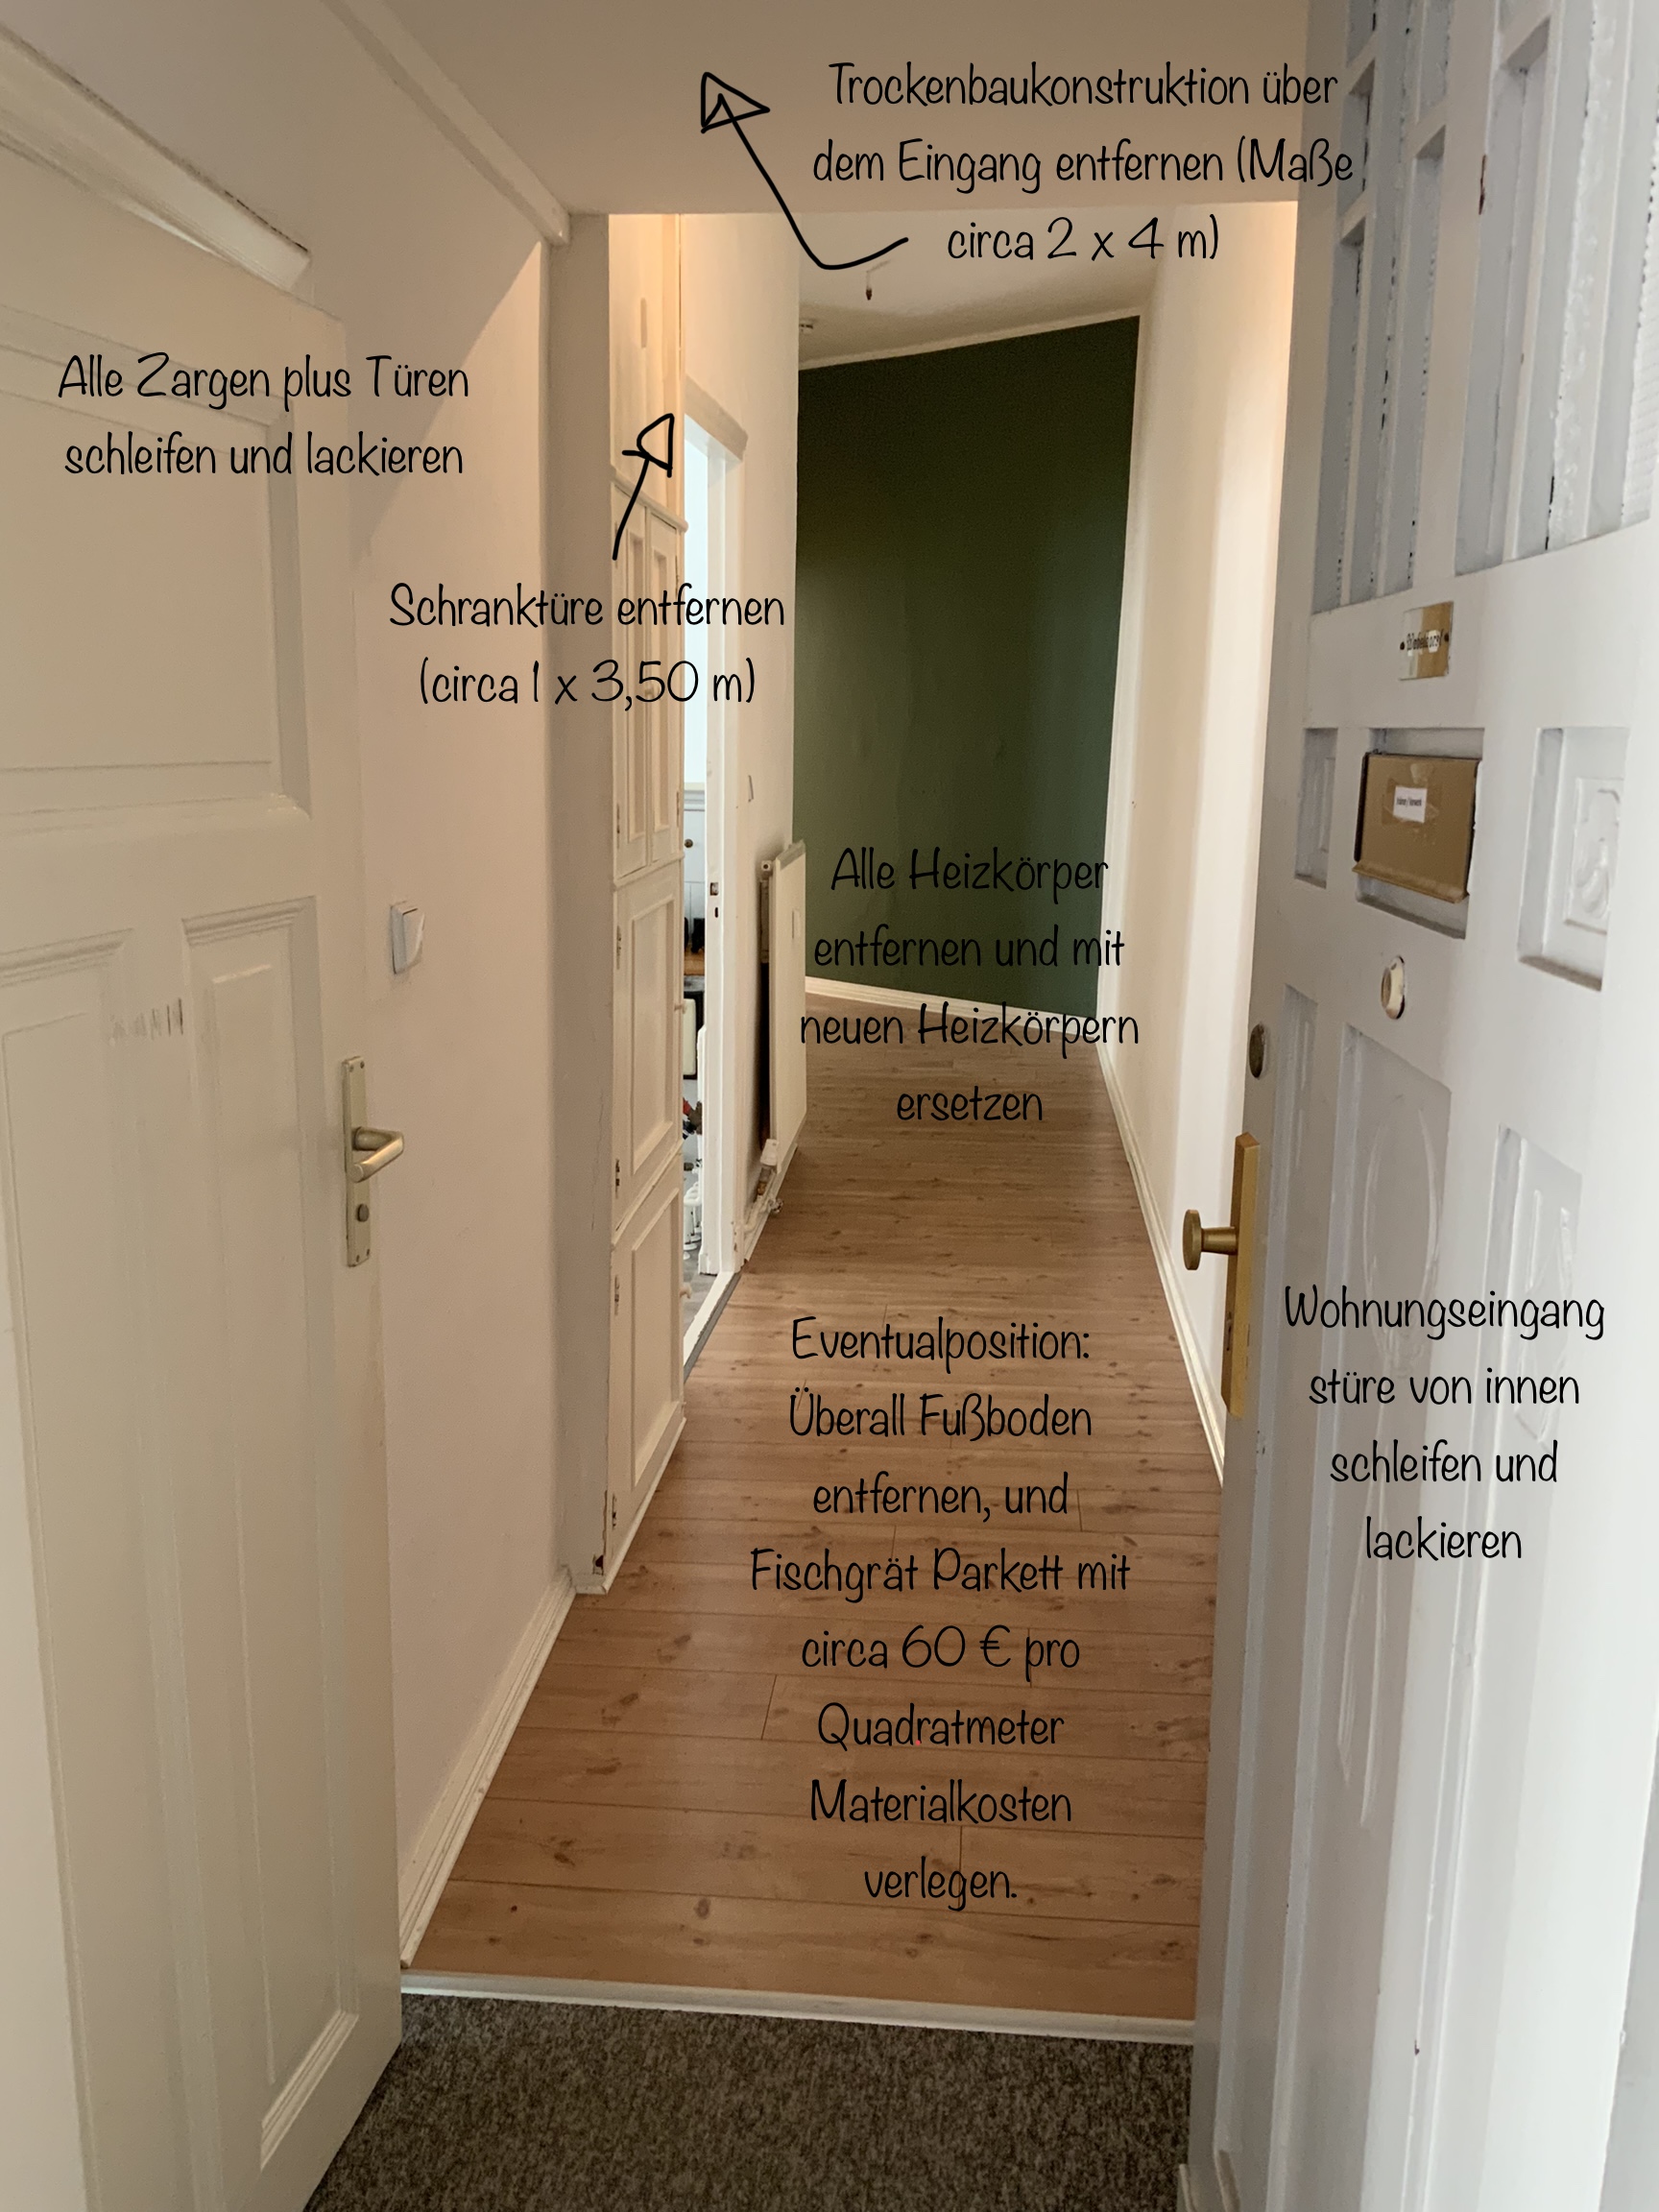 Trockenbaukonstruktion über
dem Eingang entfernen (Maße
circa 2 x 4 m)
Alle Zargen plus Türen
schleifen und lackieren
Schranktüre entfernen
(circa 1 x 3,50 m)
Alle Heizkörper
entfernen und mit
neuen Heizkörpern
ersetzen
Wohnungseingang
stüre von innen
schleifen und
lackieren
Eventualposition:
Überall Fußboden
entfernen, und
Fischgrät Parkett mit
circa 60 € pro
Quadratmeter
Materialkosten
verlegen.